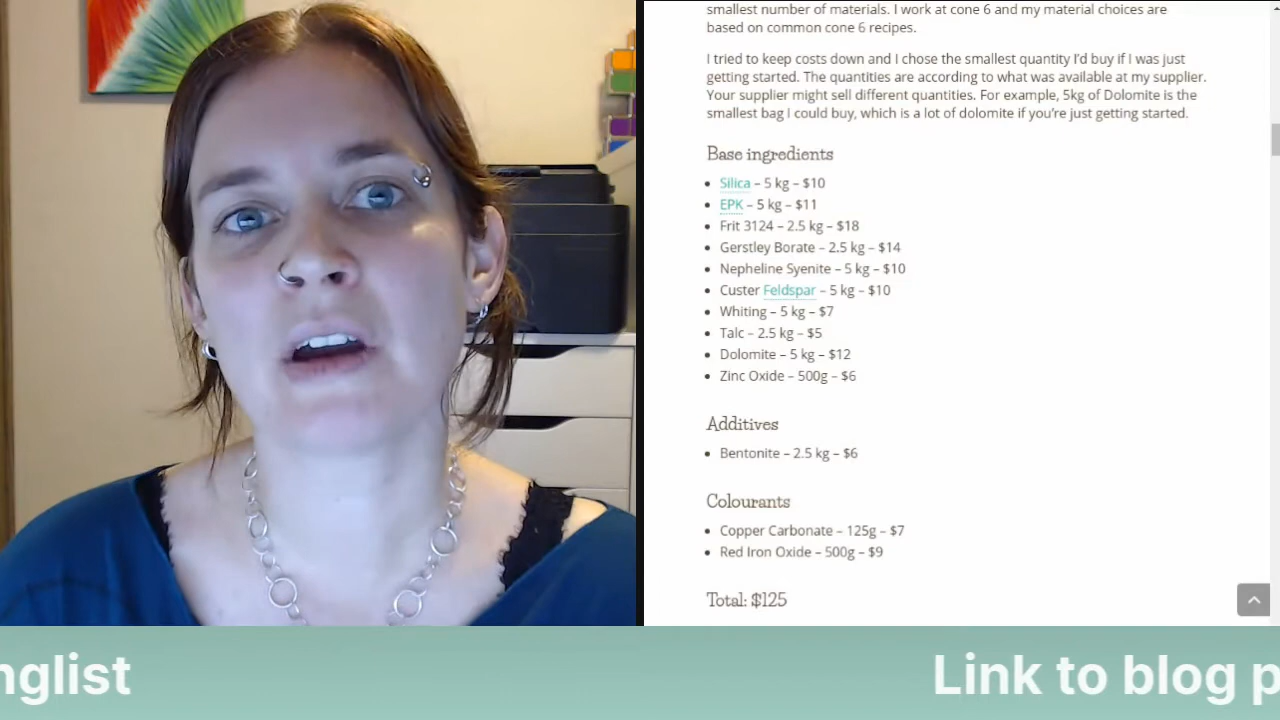 smallest number of materials. I work at cone 6 and my material choices are
based on common cone 6 recipes.
I tried to keep costs down and I chose the smallest quantity I'd buy if I was just
getting started. The quantities are according to what was available at my supplier.
Your supplier might sell different quantities. For example, 5kg of Dolomite is the
smallest bag I could buy, which is a lot of dolomite if you're just getting started.
Base ingredients
• Silica – 5 kg – $10
• EPK – 5 kg – $11
• Frit 3124 – 2.5 kg – $18
• Gerstley Borate – 2.5 kg – $14
• Nepheline Syenite – 5 kg – $10
• Custer Feldspar – 5 kg – $10
• Whiting – 5 kg – $7
• Talc – 2.5 kg – $5
• Dolomite – 5 kg – $12
• Zinc Oxide – 500g – $6
Additives
• Bentonite – 2.5 kg – $6
Colourants
• Copper Carbonate – 125g – $7
• Red Iron Oxide – 500g – $9
Total: $125
nglist Link to blog p